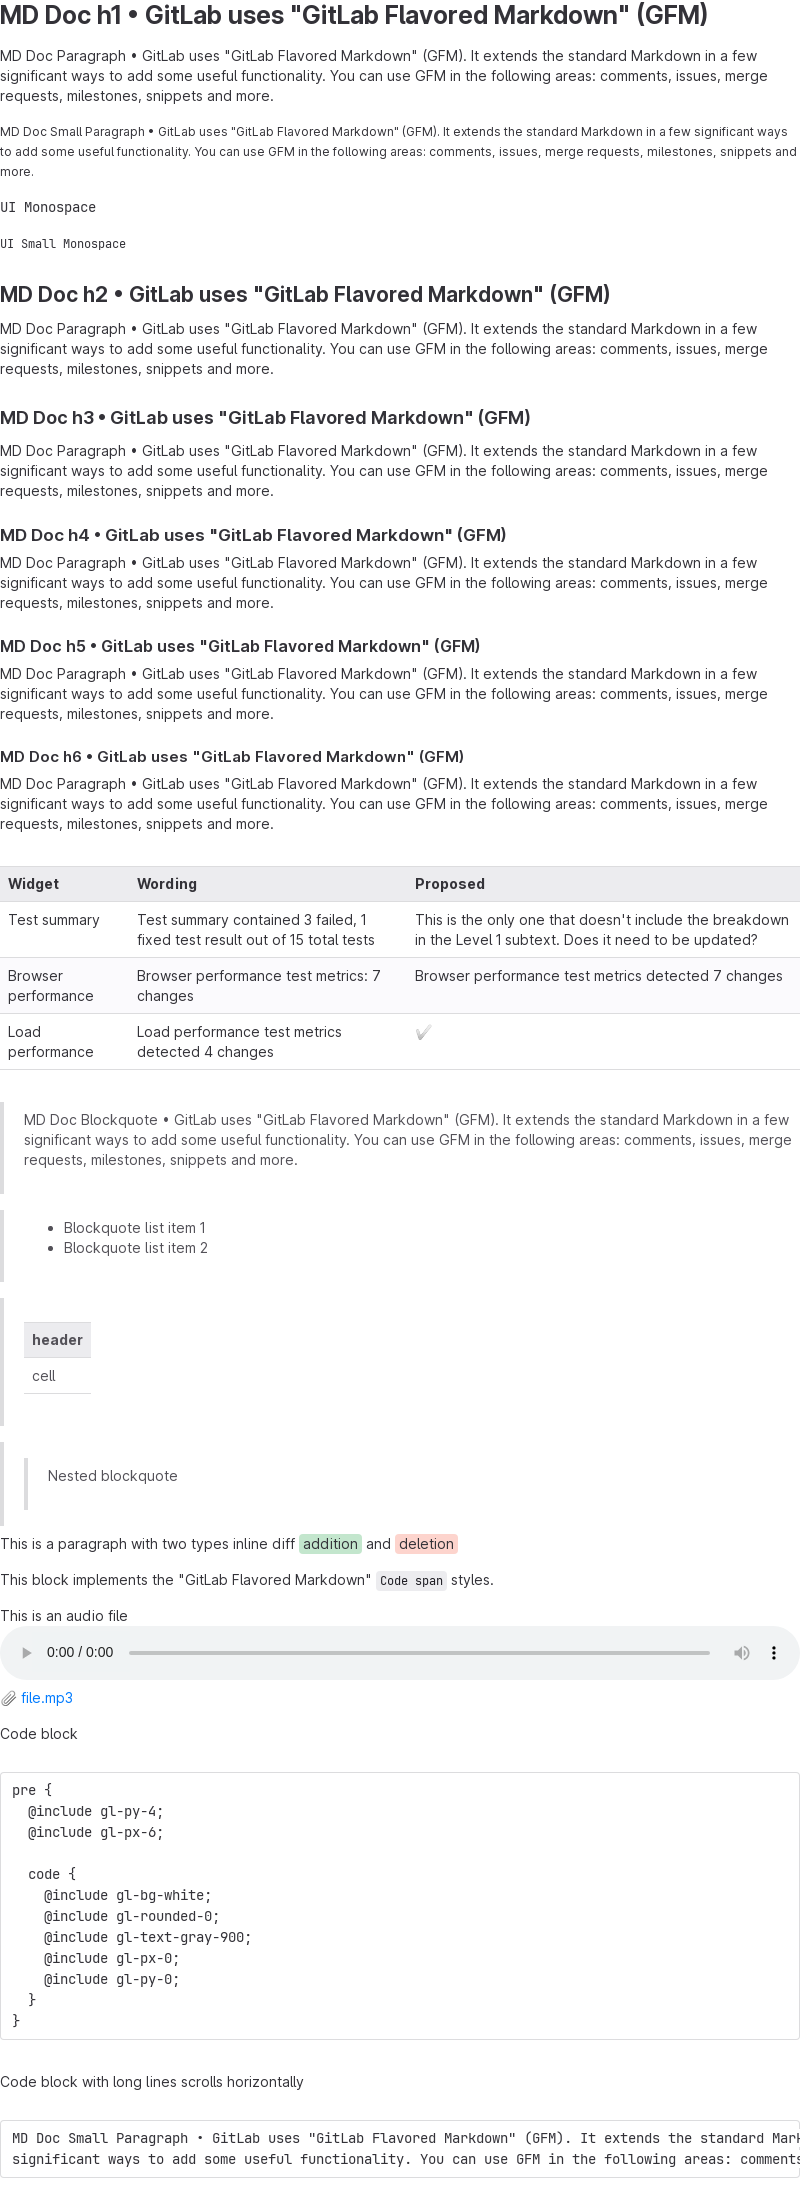 MD Doc h1 • GitLab uses "GitLab Flavored Markdown" (GFM)
MD Doc Paragraph • GitLab uses "GitLab Flavored Markdown" (GFM). It extends the standard Markdown in a few
significant ways to add some useful functionality. You can use GFM in the following areas: comments, issues, merge
requests, milestones, snippets and more.
MD Doc Small Paragraph • GitLab uses "GitLab Flavored Markdown" (GFM). It extends the standard Markdown in a few significant ways
to add some useful functionality. You can use GFM in the following areas: comments, issues, merge requests, milestones, snippets and
more.
UI Monospace
UI Small Monospace
MD Doc h2 • GitLab uses "GitLab Flavored Markdown" (GFM)
MD Doc Paragraph • GitLab uses "GitLab Flavored Markdown" (GFM). It extends the standard Markdown in a few
significant ways to add some useful functionality. You can use GFM in the following areas: comments, issues, merge
requests, milestones, snippets and more.
MD Doc h3 • GitLab uses "GitLab Flavored Markdown" (GFM)
MD Doc Paragraph • GitLab uses "GitLab Flavored Markdown" (GFM). It extends the standard Markdown in a few
significant ways to add some useful functionality. You can use GFM in the following areas: comments, issues, merge
requests, milestones, snippets and more.
MD Doc h4 • GitLab uses "GitLab Flavored Markdown" (GFM)
MD Doc Paragraph • GitLab uses "GitLab Flavored Markdown" (GFM). It extends the standard Markdown in a few
significant ways to add some useful functionality. You can use GFM in the following areas: comments, issues, merge
requests, milestones, snippets and more.
MD Doc h5 • GitLab uses "GitLab Flavored Markdown" (GFM)
MD Doc Paragraph • GitLab uses "GitLab Flavored Markdown" (GFM). It extends the standard Markdown in a few
significant ways to add some useful functionality. You can use GFM in the following areas: comments, issues, merge
requests, milestones, snippets and more.
MD Doc h6 • GitLab uses "GitLab Flavored Markdown" (GFM)
MD Doc Paragraph • GitLab uses "GitLab Flavored Markdown" (GFM). It extends the standard Markdown in a few
significant ways to add some useful functionality. You can use GFM in the following areas: comments, issues, merge
requests, milestones, snippets and more.
Widget Wording Proposed
Test summary Test summary contained 3 failed, 1 This is the only one that doesn't include the breakdown
fixed test result out of 15 total tests in the Level 1 subtext. Does it need to be updated?
Browser Browser performance test metrics: 7 Browser performance test metrics detected 7 changes
performance changes
Load Load performance test metrics ✔
performance detected 4 changes
MD Doc Blockquote • GitLab uses "GitLab Flavored Markdown" (GFM). It extends the standard Markdown in a few
significant ways to add some useful functionality. You can use GFM in the following areas: comments, issues, merge
requests, milestones, snippets and more.
• Blockquote list item 1
• Blockquote list item 2
header
cell
Nested blockquote
This is a paragraph with two types inline diff addition and deletion
This block implements the "GitLab Flavored Markdown" Code span styles.
This is an audio file
0:00 / 0:00
file.mp3
Code block
pre {
  @include gl-py-4;
  @include gl-px-6;
  code {
    @include gl-bg-white;
    @include gl-rounded-0;
    @include gl-text-gray-900;
    @include gl-px-0;
    @include gl-py-0;
  }
}
Code block with long lines scrolls horizontally
MD Doc Small Paragraph • GitLab uses "GitLab Flavored Markdown" (GFM). It extends the standard Mark
significant ways to add some useful functionality. You can use GFM in the following areas: comments